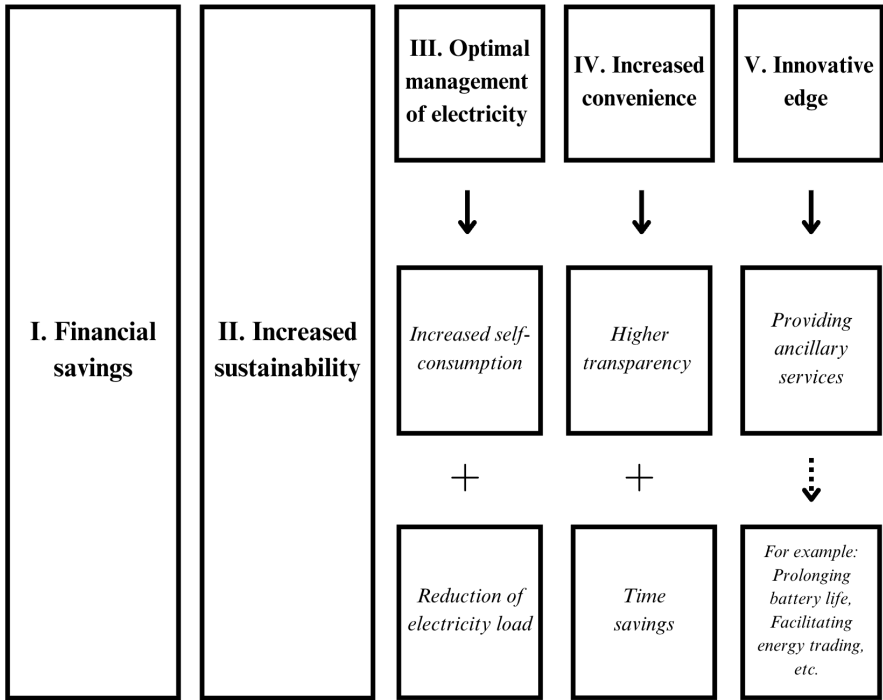 I. Financial
savings
II. Increased
sustainability
III. Optimal
management
of electricity
Increased self-
consumption
+
Reduction of
electricity load
IV. Increased
convenience
Higher
transparency
+
Time
savings
V. Innovative
edge
Providing
ancillary
services
For example:
Prolonging
battery life,
Facilitating
energy trading,
etc.